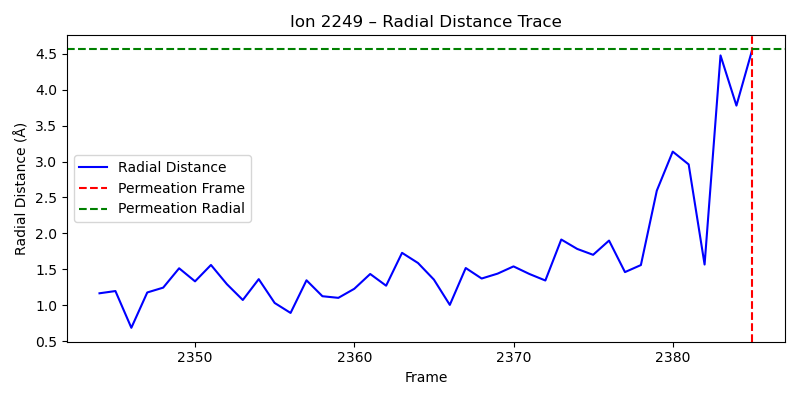 Ion 2249 – Radial Distance Trace
Radial Distance (Å)
4.5
4.0
3.5
3.0
2.5
2.0
1.5
1.0
0.5
Radial Distance
Permeation Frame
Permeation Radial
2350
2360
2370
2380
Frame